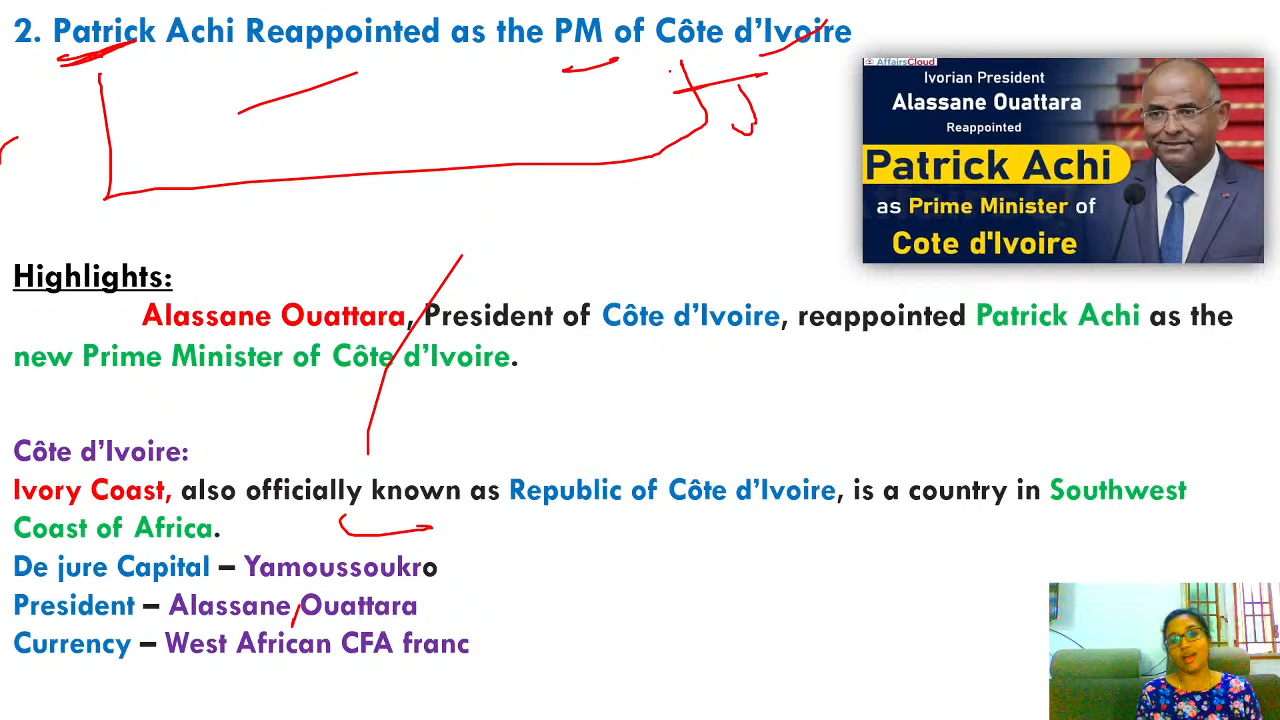 2. Patrick Achi Reappointed as the PM of Côte d’Ivoire
AffairsCloud
Ivorian President
Alassane Ouattara
Reappointed
Patrick Achi
as Prime Minister of
Cote d'Ivoire
Highlights:
Alassane Ouattara, President of Côte d’Ivoire, reappointed Patrick Achi as the
new Prime Minister of Côte d’Ivoire.
Côte d’Ivoire:
Ivory Coast, also officially known as Republic of Côte d’Ivoire, is a country in Southwest
Coast of Africa.
De jure Capital – Yamoussoukro
President – Alassane Ouattara
Currency – West African CFA franc